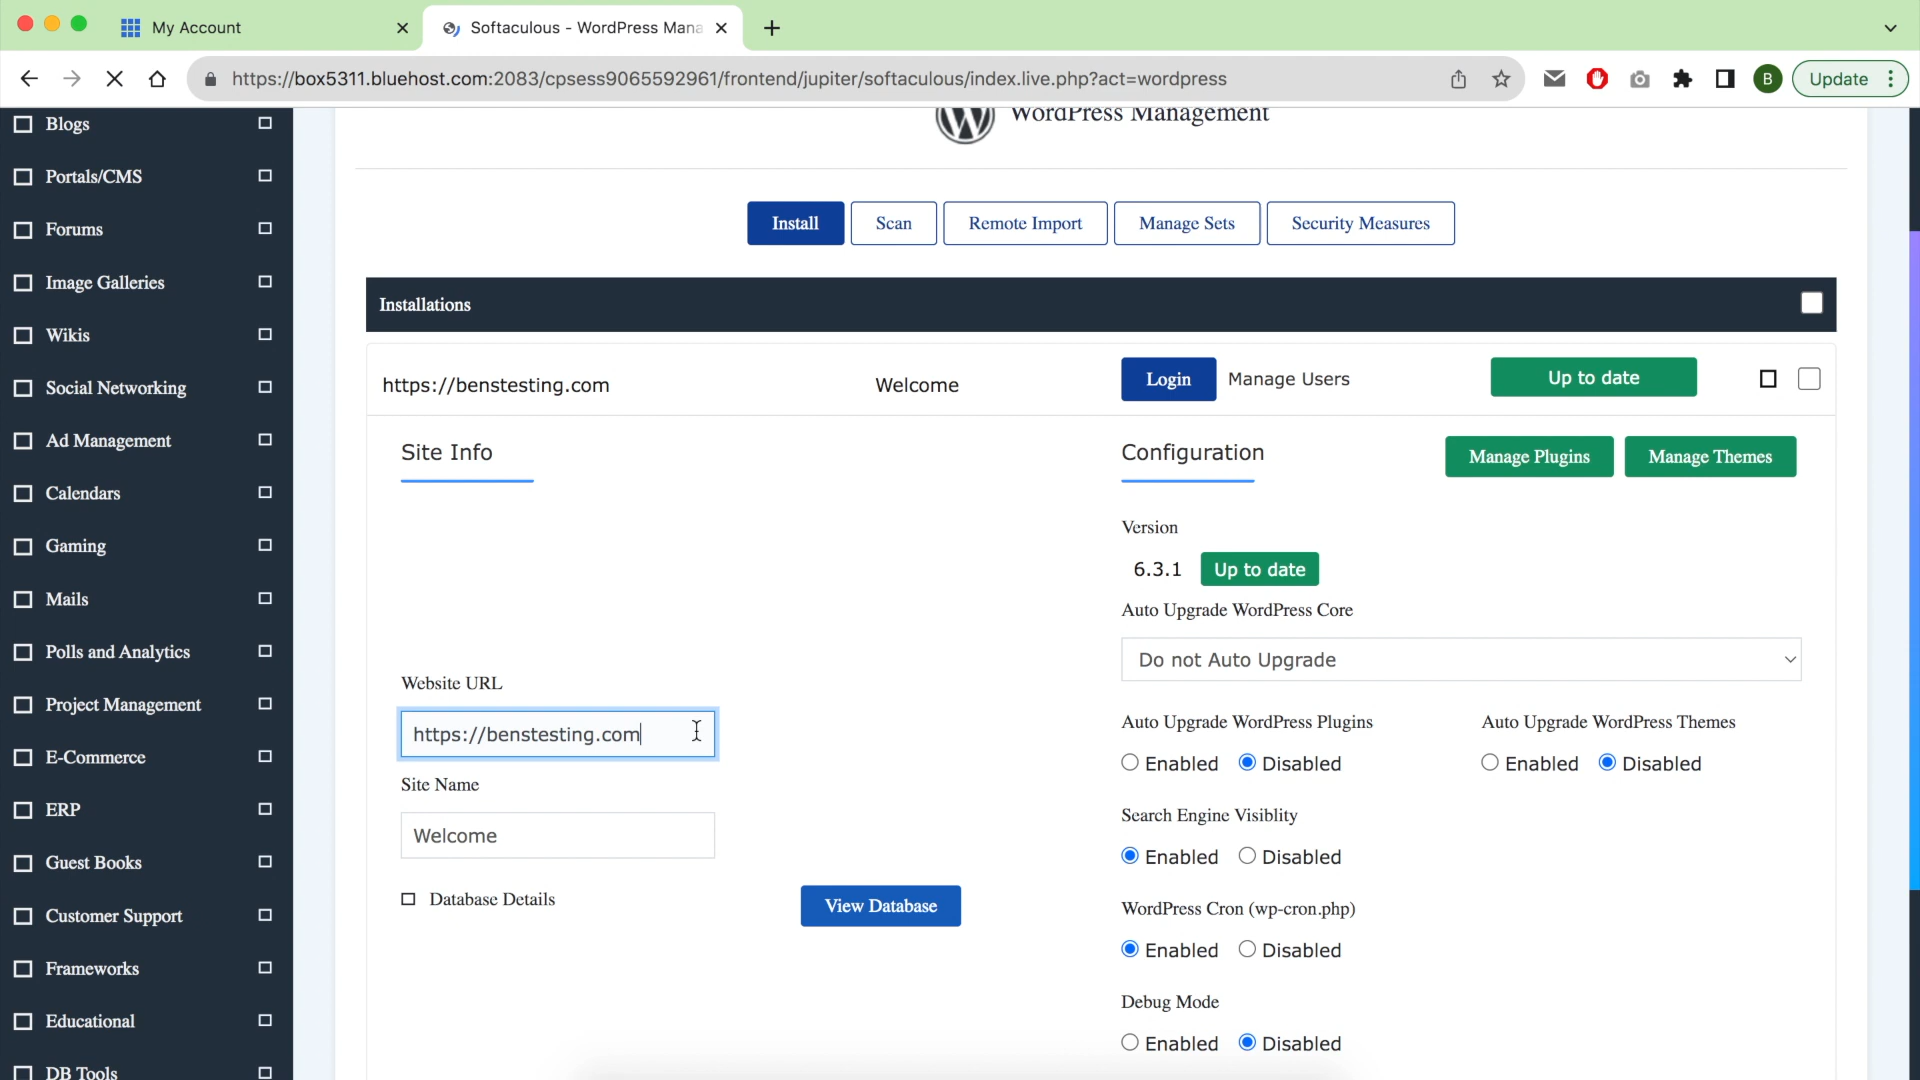 My Account
Softaculous - WordPress Mana
https://box5311.bluehost.com:2083/cpsess9065592961/frontend/jupiter/softaculous/index.live.php?act=wordpress
B
Update
Blogs
Portals/CMS
Forums
Image Galleries
Wikis
Social Networking
Ad Management
Calendars
Gaming
Mails
Polls and Analytics
Project Management
E-Commerce
ERP
Guest Books
Customer Support
Frameworks
Educational
DB Tools
WordPress Management
Install
Scan
Remote Import
Manage Sets
Security Measures
Installations
https://benstesting.com
Welcome
Login
Manage Users
Up to date
Site Info
Website URL
https://benstesting.com
Site Name
Welcome
Database Details
View Database
Configuration
Manage Plugins
Manage Themes
Version
6.3.1 Up to date
Auto Upgrade WordPress Core
Do not Auto Upgrade
Auto Upgrade WordPress Plugins
Enabled Disabled
Auto Upgrade WordPress Themes
Enabled Disabled
Search Engine Visiblity
Enabled Disabled
WordPress Cron (wp-cron.php)
Enabled Disabled
Debug Mode
Enabled Disabled